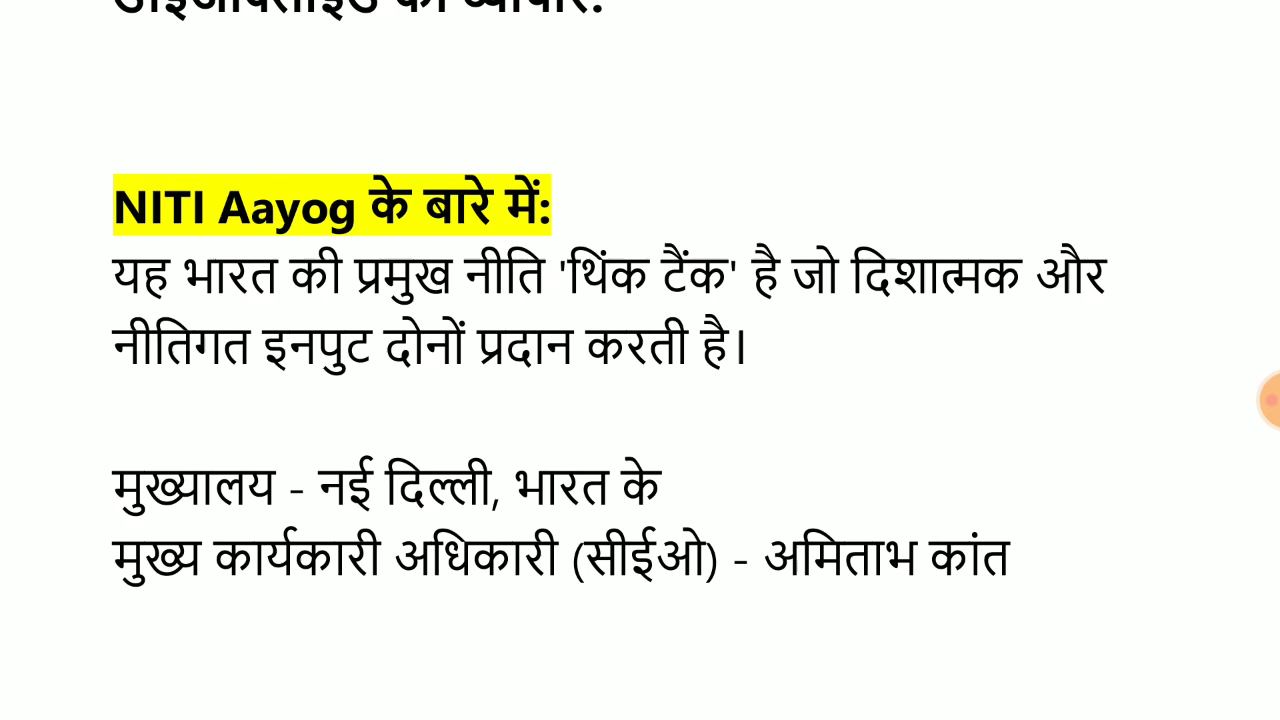 NITI Aayog के बारे में:
यह भारत की प्रमुख नीति 'थिंक टैंक' है जो दिशात्मक और
नीतिगत इनपुट दोनों प्रदान करती है।
मुख्यालय - नई दिल्ली, भारत के
मुख्य कार्यकारी अधिकारी (सीईओ) - अमिताभ कांत